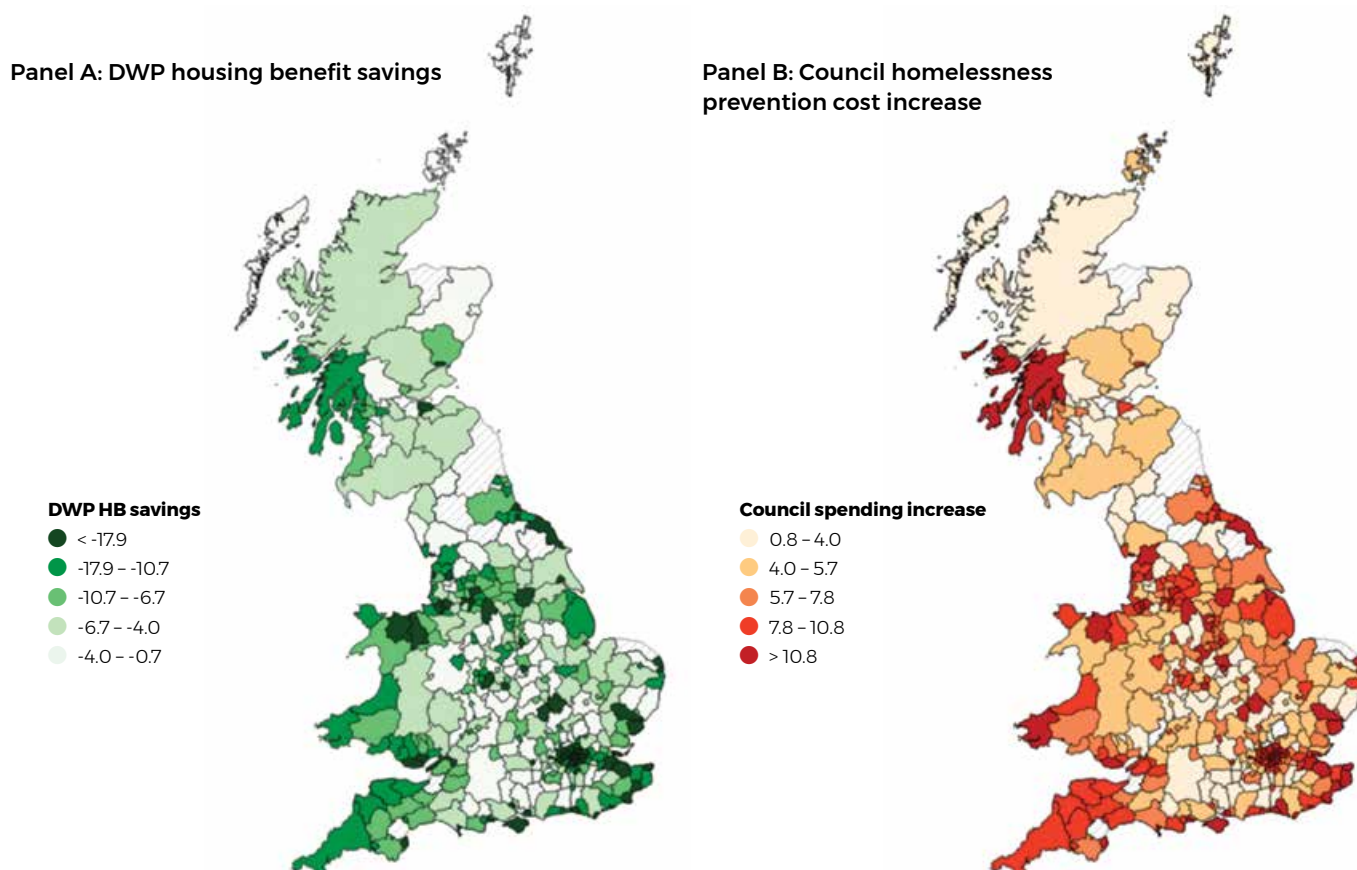 Panel A: DWP housing benefit savings
Panel B: Council homelessness
prevention cost increase
DWP HB savings
< -17.9
-17.9 – -10.7
-10.7 – -6.7
-6.7 – -4.0
-4.0 – -0.7
Council spending increase
0.8 – 4.0
4.0 – 5.7
5.7 – 7.8
7.8 – 10.8
> 10.8